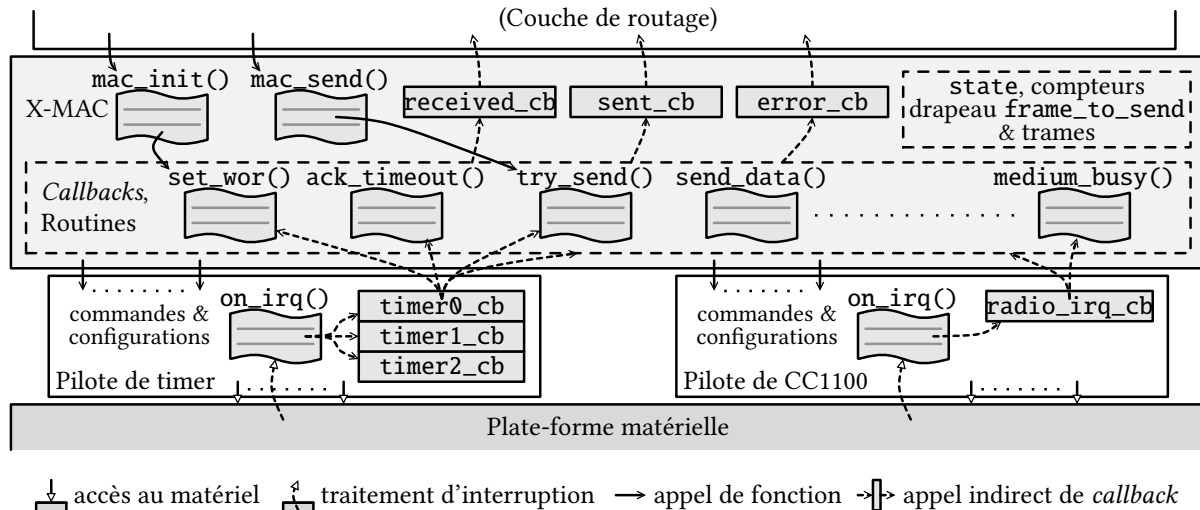 (Couche de routage)
mac_init() mac_send()
X-MAC
received_cb sent_cb error_cb
state, compteurs
drapeau frame_to_send
& trames
Callbacks,
Routines
set_wor() ack_timeout() try_send() send_data() medium_busy()
commandes &
configurations
on_irq()
timer0_cb
timer1_cb
timer2_cb
Pilote de timer
commandes &
configurations
on_irq()
radio_irq_cb
Pilote de CC1100
Plate-forme matérielle
accès au matériel traitement d'interruption appel de fonction appel indirect de callback